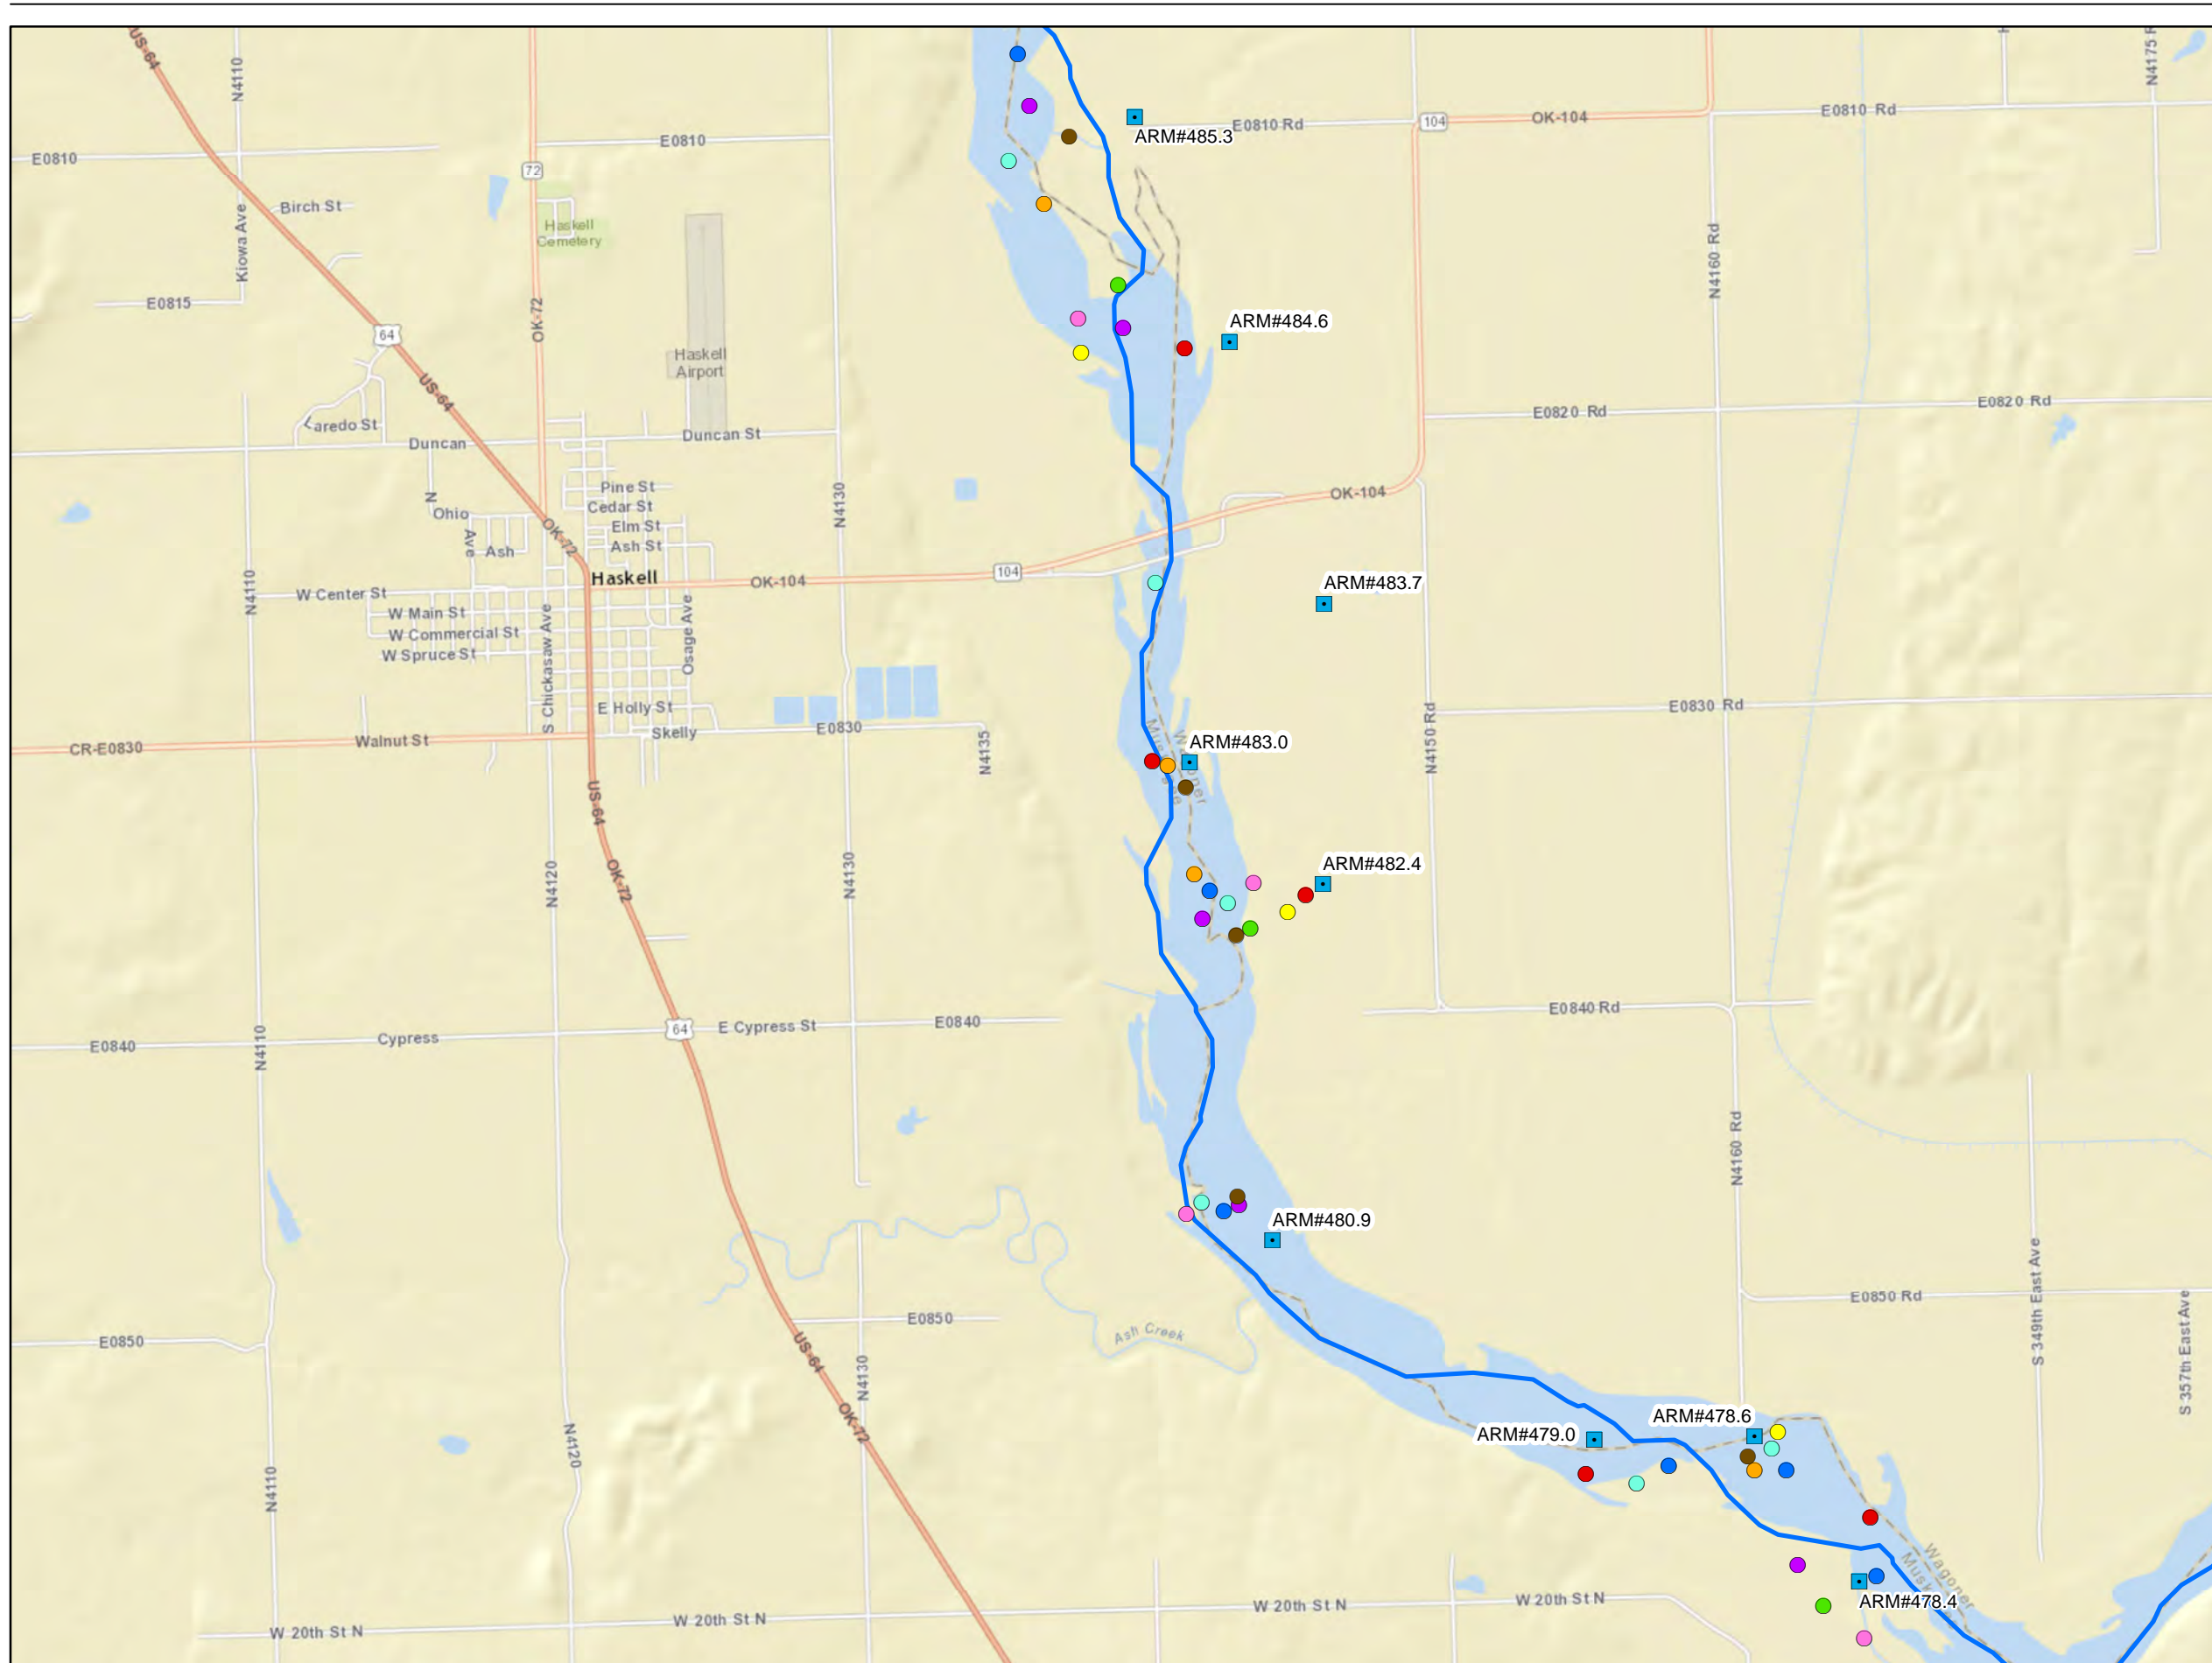 US-64
N4110
N4175 R
E0810
72
E0810
ARM#485.3
E0810 Rd
104
OK-104
E0810 Rd
Birch St
Kiowa Ave
Haskell
Cemetery
E0815
OK-72
N4160 Rd
64
ARM#484.6
Haskell
Airport
US-64
Laredo St
Duncan
Duncan St
E0820 Rd
E0820 Rd
N
Ohio
Ave
Ash
OK-72
Pine St
Cedar St
Elm St
Ash St
N4130
OK-104
Haskell
OK-104
104
ARM#483.7
N4110
W Center St
W Main St
W Commercial St
W Spruce St
S Chickasaw Ave
Osage Ave
E Holly St
Skelly
E0830
E0830 Rd
CR-E0830
Walnut St
N4135
N4150 Rd
ARM#483.0
Wagoner
US-64
OK-72
N4120
N4130
ARM#482.4
E0840
Cypress
64
E Cypress St
E0840
E0840 Rd
N4110
N4160 Rd
ARM#480.9
E0850
E0850
Ash Creek
E0850 Rd
S 349th East Ave
S 357th East Ave
US-64
N4130
OK-72
N4120
N4110
ARM#479.0
ARM#478.6
Wagoner
ARM#478.4
W 20th St N
W 20th St N
W 20th St N
W 20th St N